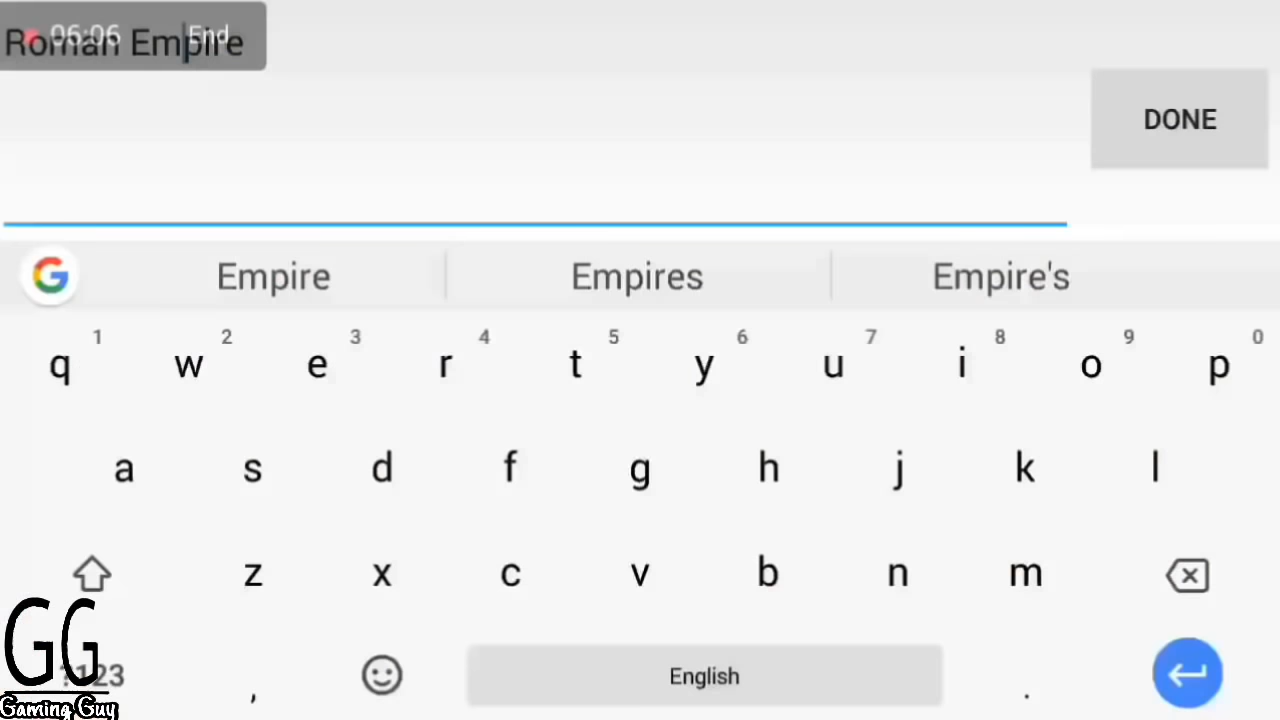 06:06 End
Roman Empire
DONE
G Empire Empires Empire's
1 2 3 4 5 6 7 8 9 0
q w e r t y u i o p
a s d f g h j k l
z x c v b n m
GG
?123 , English .
Gaming Guy